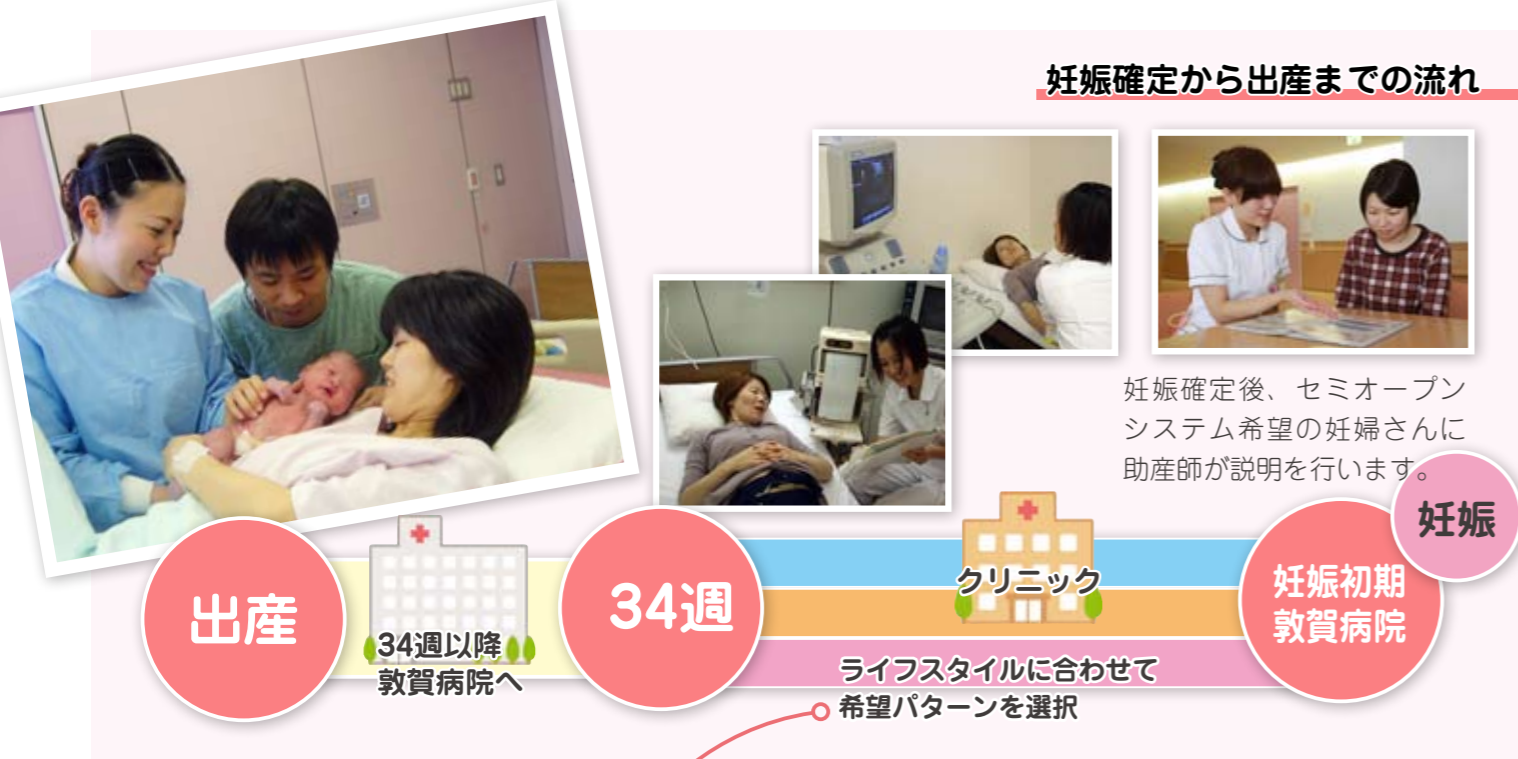 妊娠確定から出産までの流れ
妊娠確定後、セミオープン
システム希望の妊婦さんに
助産師が説明を行います。
妊娠
妊娠初期
敦賀病院
クリニック
ライフスタイルに合わせて
希望パターンを選択
34週
34週以降
敦賀病院へ
出産